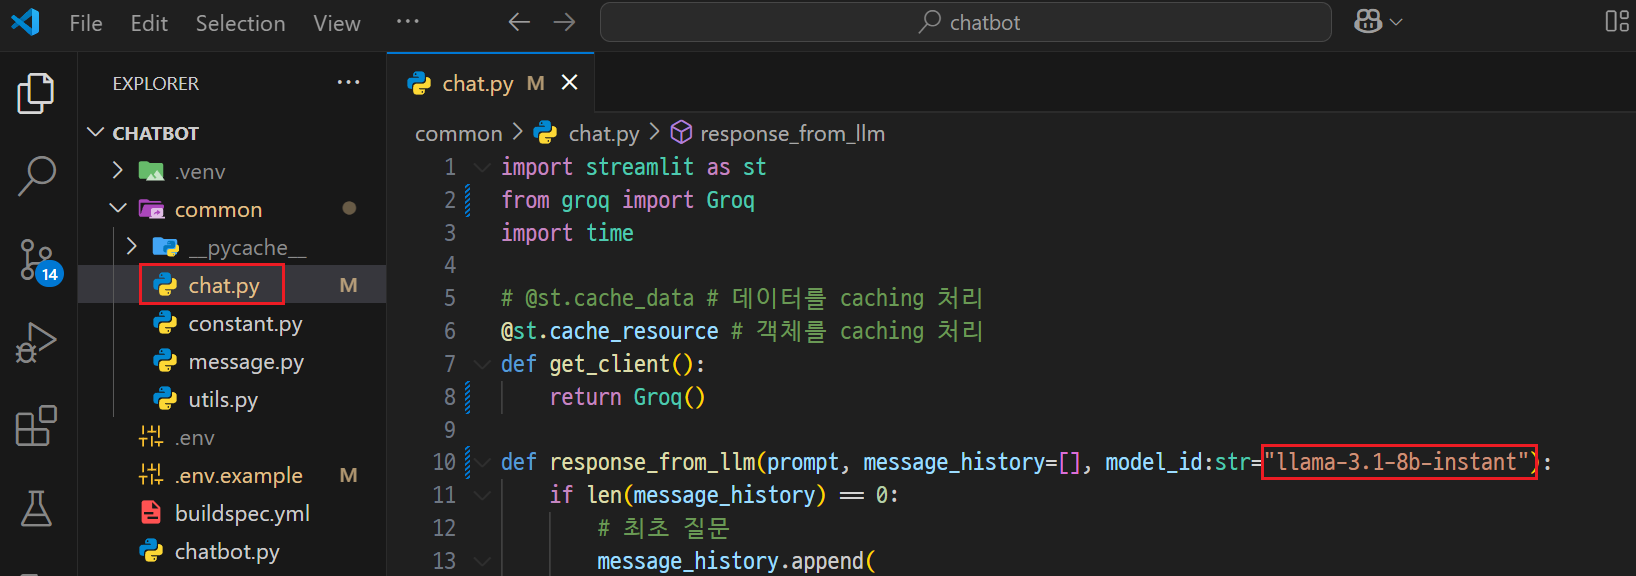 File Edit Selection View ··· chatbot
EXPLORER ···
CHATBOT
.venv
common
__pycache__
chat.py M
constant.py
message.py
utils.py
.env
.env.example M
buildspec.yml
chatbot.py
14
chat.py M
common > chat.py > response_from_llm
1 import streamlit as st
2 from groq import Groq
3 import time
4
5 # @st.cache_data # 데이터를 caching 처리
6 @st.cache_resource # 객체를 caching 처리
7 def get_client():
8 return Groq()
9
10 def response_from_llm(prompt, message_history=[], model_id:str="llama-3.1-8b-instant"):
11 if len(message_history) == 0:
12 # 최초 질문
13 message_history.append(